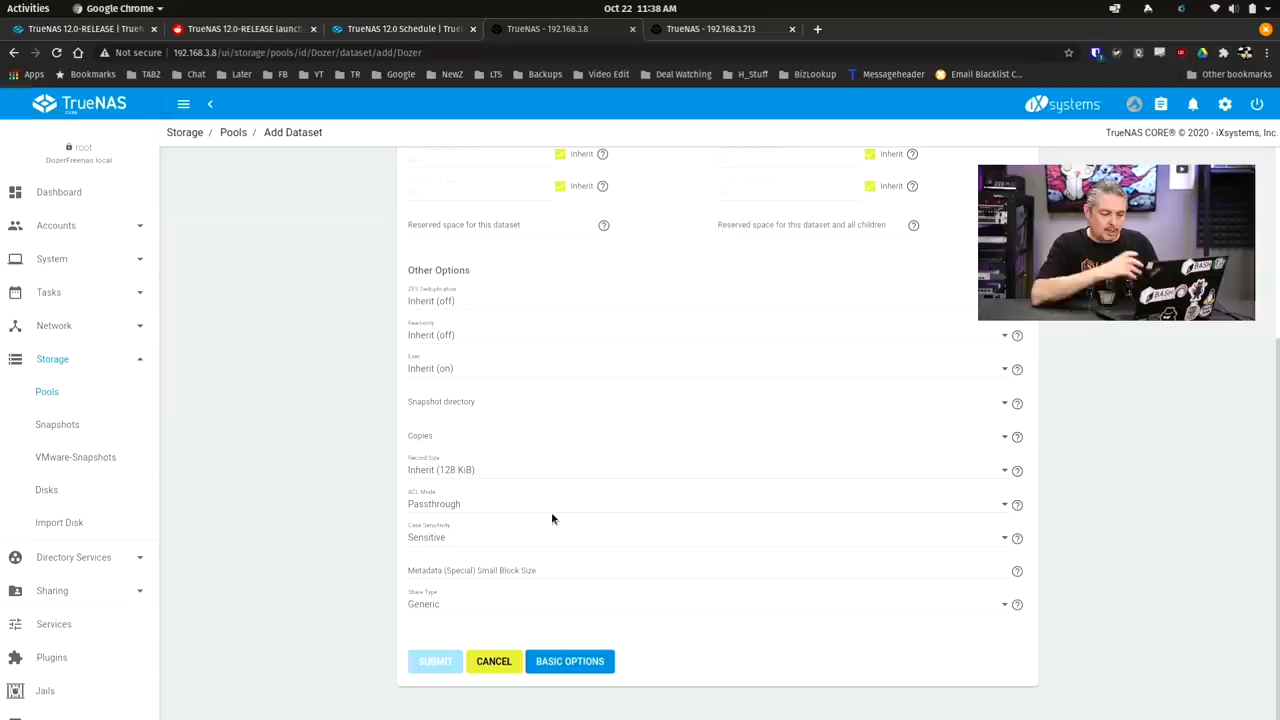 Activities Google Chrome Oct 22 11:38 AM
TrueNAS 12.0-RELEASE | TrueN TrueNAS 12.0-RELEASE launch TrueNAS 12.0 Schedule | True TrueNAS - 192.168.3.8 TrueNAS - 192.168.3.213
Not secure 192.168.3.8/ui/storage/pools/id/Dozer/dataset/add/Dozer
Apps Bookmarks TAB2 Chat Later FB YT TR Google New2 LTS Backups Video Edit Deal Watching H_Stuff BizLookup Messageheader Email Blacklist C... Other bookmarks
TrueNAS CORE iXsystems
Storage / Pools / Add Dataset TrueNAS CORE® © 2020 - iXsystems, Inc.
root
DozerFreenas.local
Dashboard
Accounts
System
Tasks
Network
Storage
Pools
Snapshots
VMware-Snapshots
Disks
Import Disk
Directory Services
Sharing
Services
Plugins
Jails
Inherit Inherit
Inherit Inherit
Reserved space for this dataset Reserved space for this dataset and all children
Other Options
ZFS Deduplication
Inherit (off)
Read-only
Inherit (off)
Exec
Inherit (on)
Snapshot directory
Copies
Record Size
Inherit (128 KiB)
ACL Mode
Passthrough
Case Sensitivity
Sensitive
Metadata (Special) Small Block Size
Share Type
Generic
SUBMIT CANCEL BASIC OPTIONS
BASH
BASH